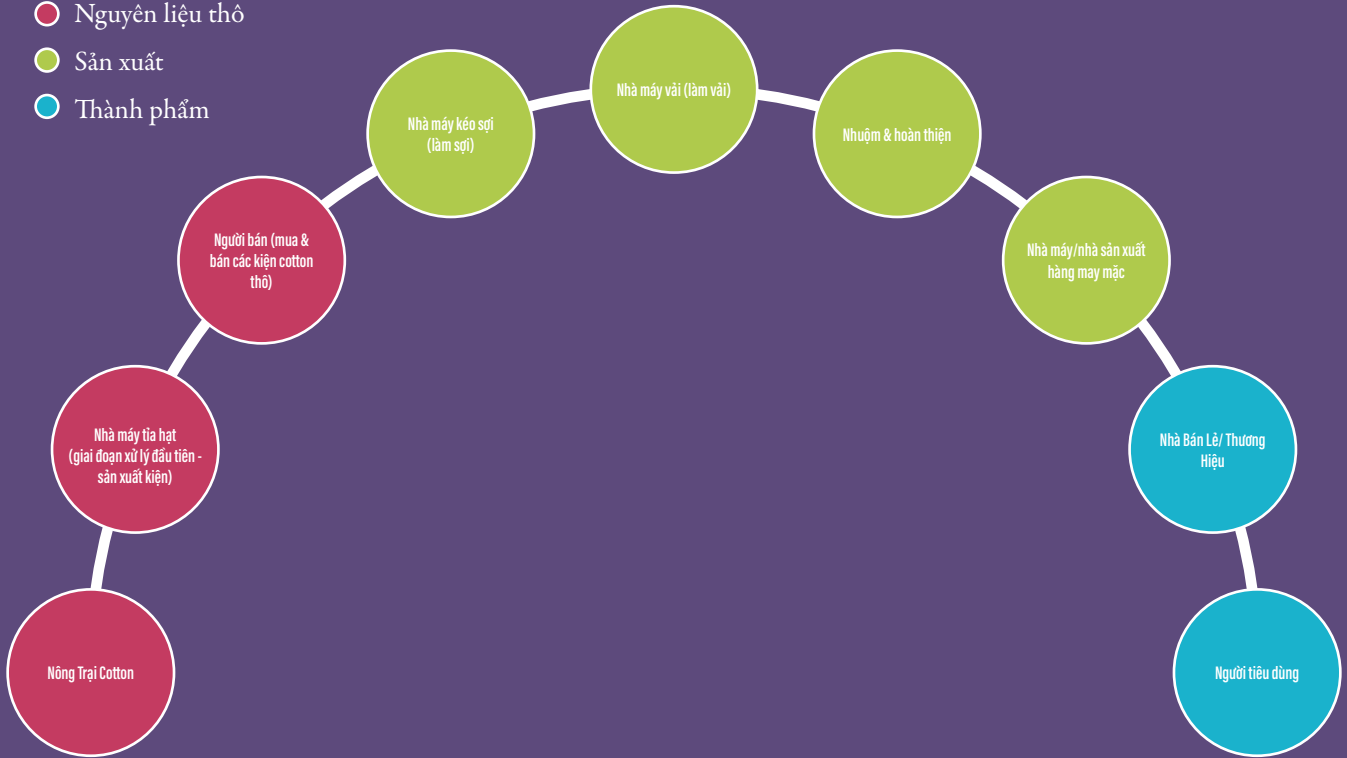 Nguyên liệu thô
Sản xuất
Thành phẩm
Nông Trại Cotton
Nhà máy tỉa hạt
(giai đoạn xử lý đầu tiên -
sản xuất kiện)
Người bán (mua &
bán các kiện cotton
thô)
Nhà máy kéo sợi
(làm sợi)
Nhà máy vải (làm vải)
Nhuộm & hoàn thiện
Nhà máy/nhà sản xuất
hàng may mặc
Nhà Bán Lẻ/ Thương
Hiệu
Người tiêu dùng